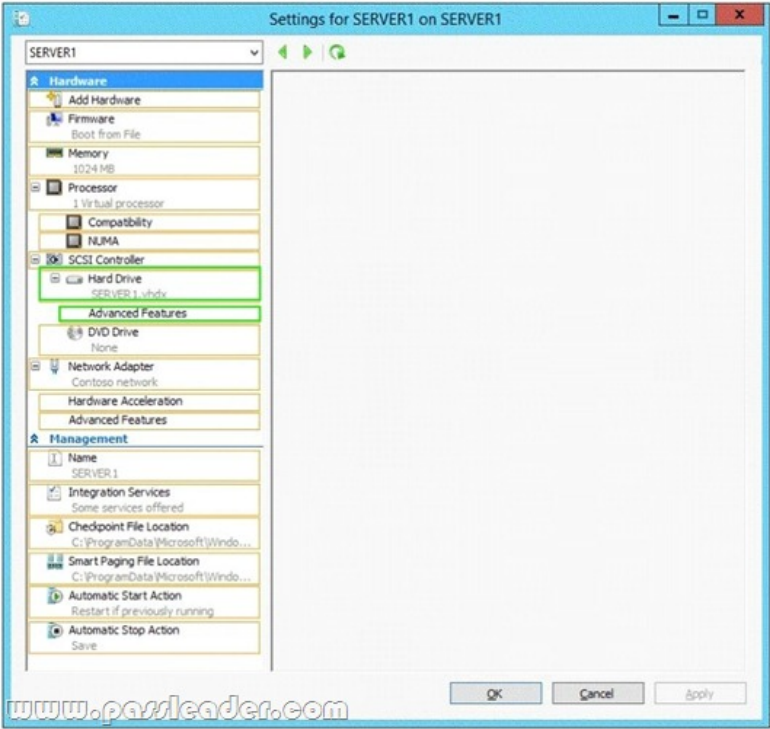 Settings for SERVER1 on SERVER1
SERVER1
Hardware
Add Hardware
Firmware
Boot from File
Memory
1024 MB
Processor
1 Virtual processor
Compatibility
NUMA
SCSI Controller
Hard Drive
SERVER1.vhdx
Advanced Features
DVD Drive
None
Network Adapter
Contoso network
Hardware Acceleration
Advanced Features
Management
Name
SERVER1
Integration Services
Some services offered
Checkpoint File Location
C:\ProgramData\Microsoft\Windo...
Smart Paging File Location
C:\ProgramData\Microsoft\Windo...
Automatic Start Action
Restart if previously running
Automatic Stop Action
Save
OK Cancel Apply
www.passleader.com